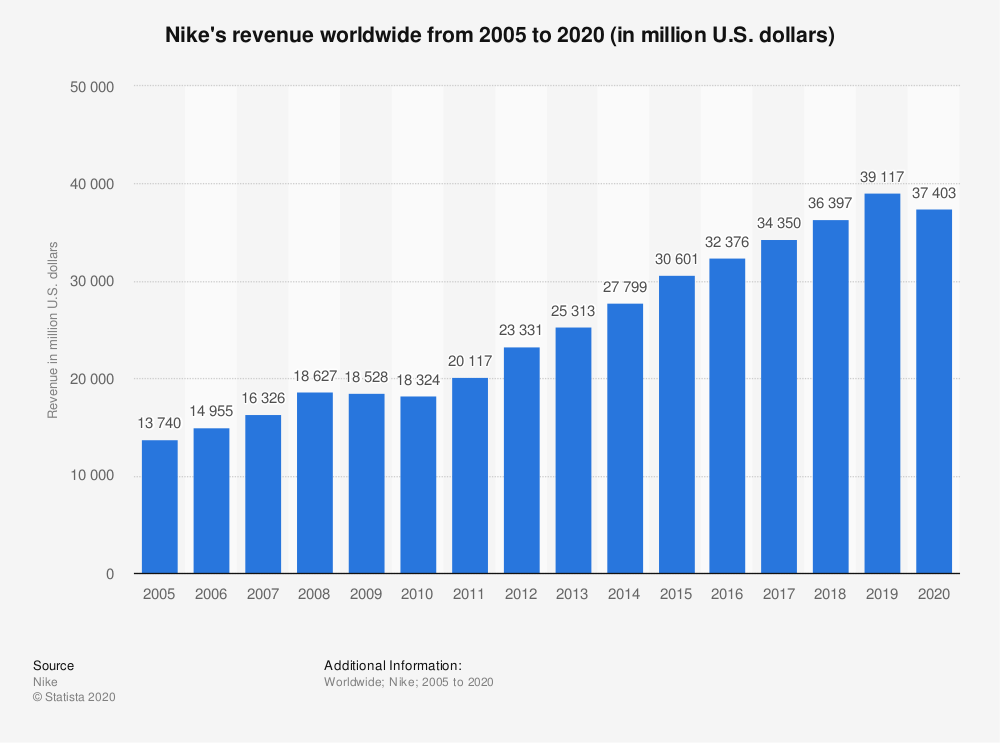 Nike's revenue worldwide from 2005 to 2020 (in million U.S. dollars)
Revenue in million U.S. dollars
50 000
40 000
30 000
20 000
10 000
0
13 740
14 955
16 326
18 627
18 528
18 324
20 117
23 331
25 313
27 799
30 601
32 376
34 350
36 397
39 117
37 403
2005 2006 2007 2008 2009 2010 2011 2012 2013 2014 2015 2016 2017 2018 2019 2020
Source
Nike
© Statista 2020
Additional Information:
Worldwide; Nike; 2005 to 2020